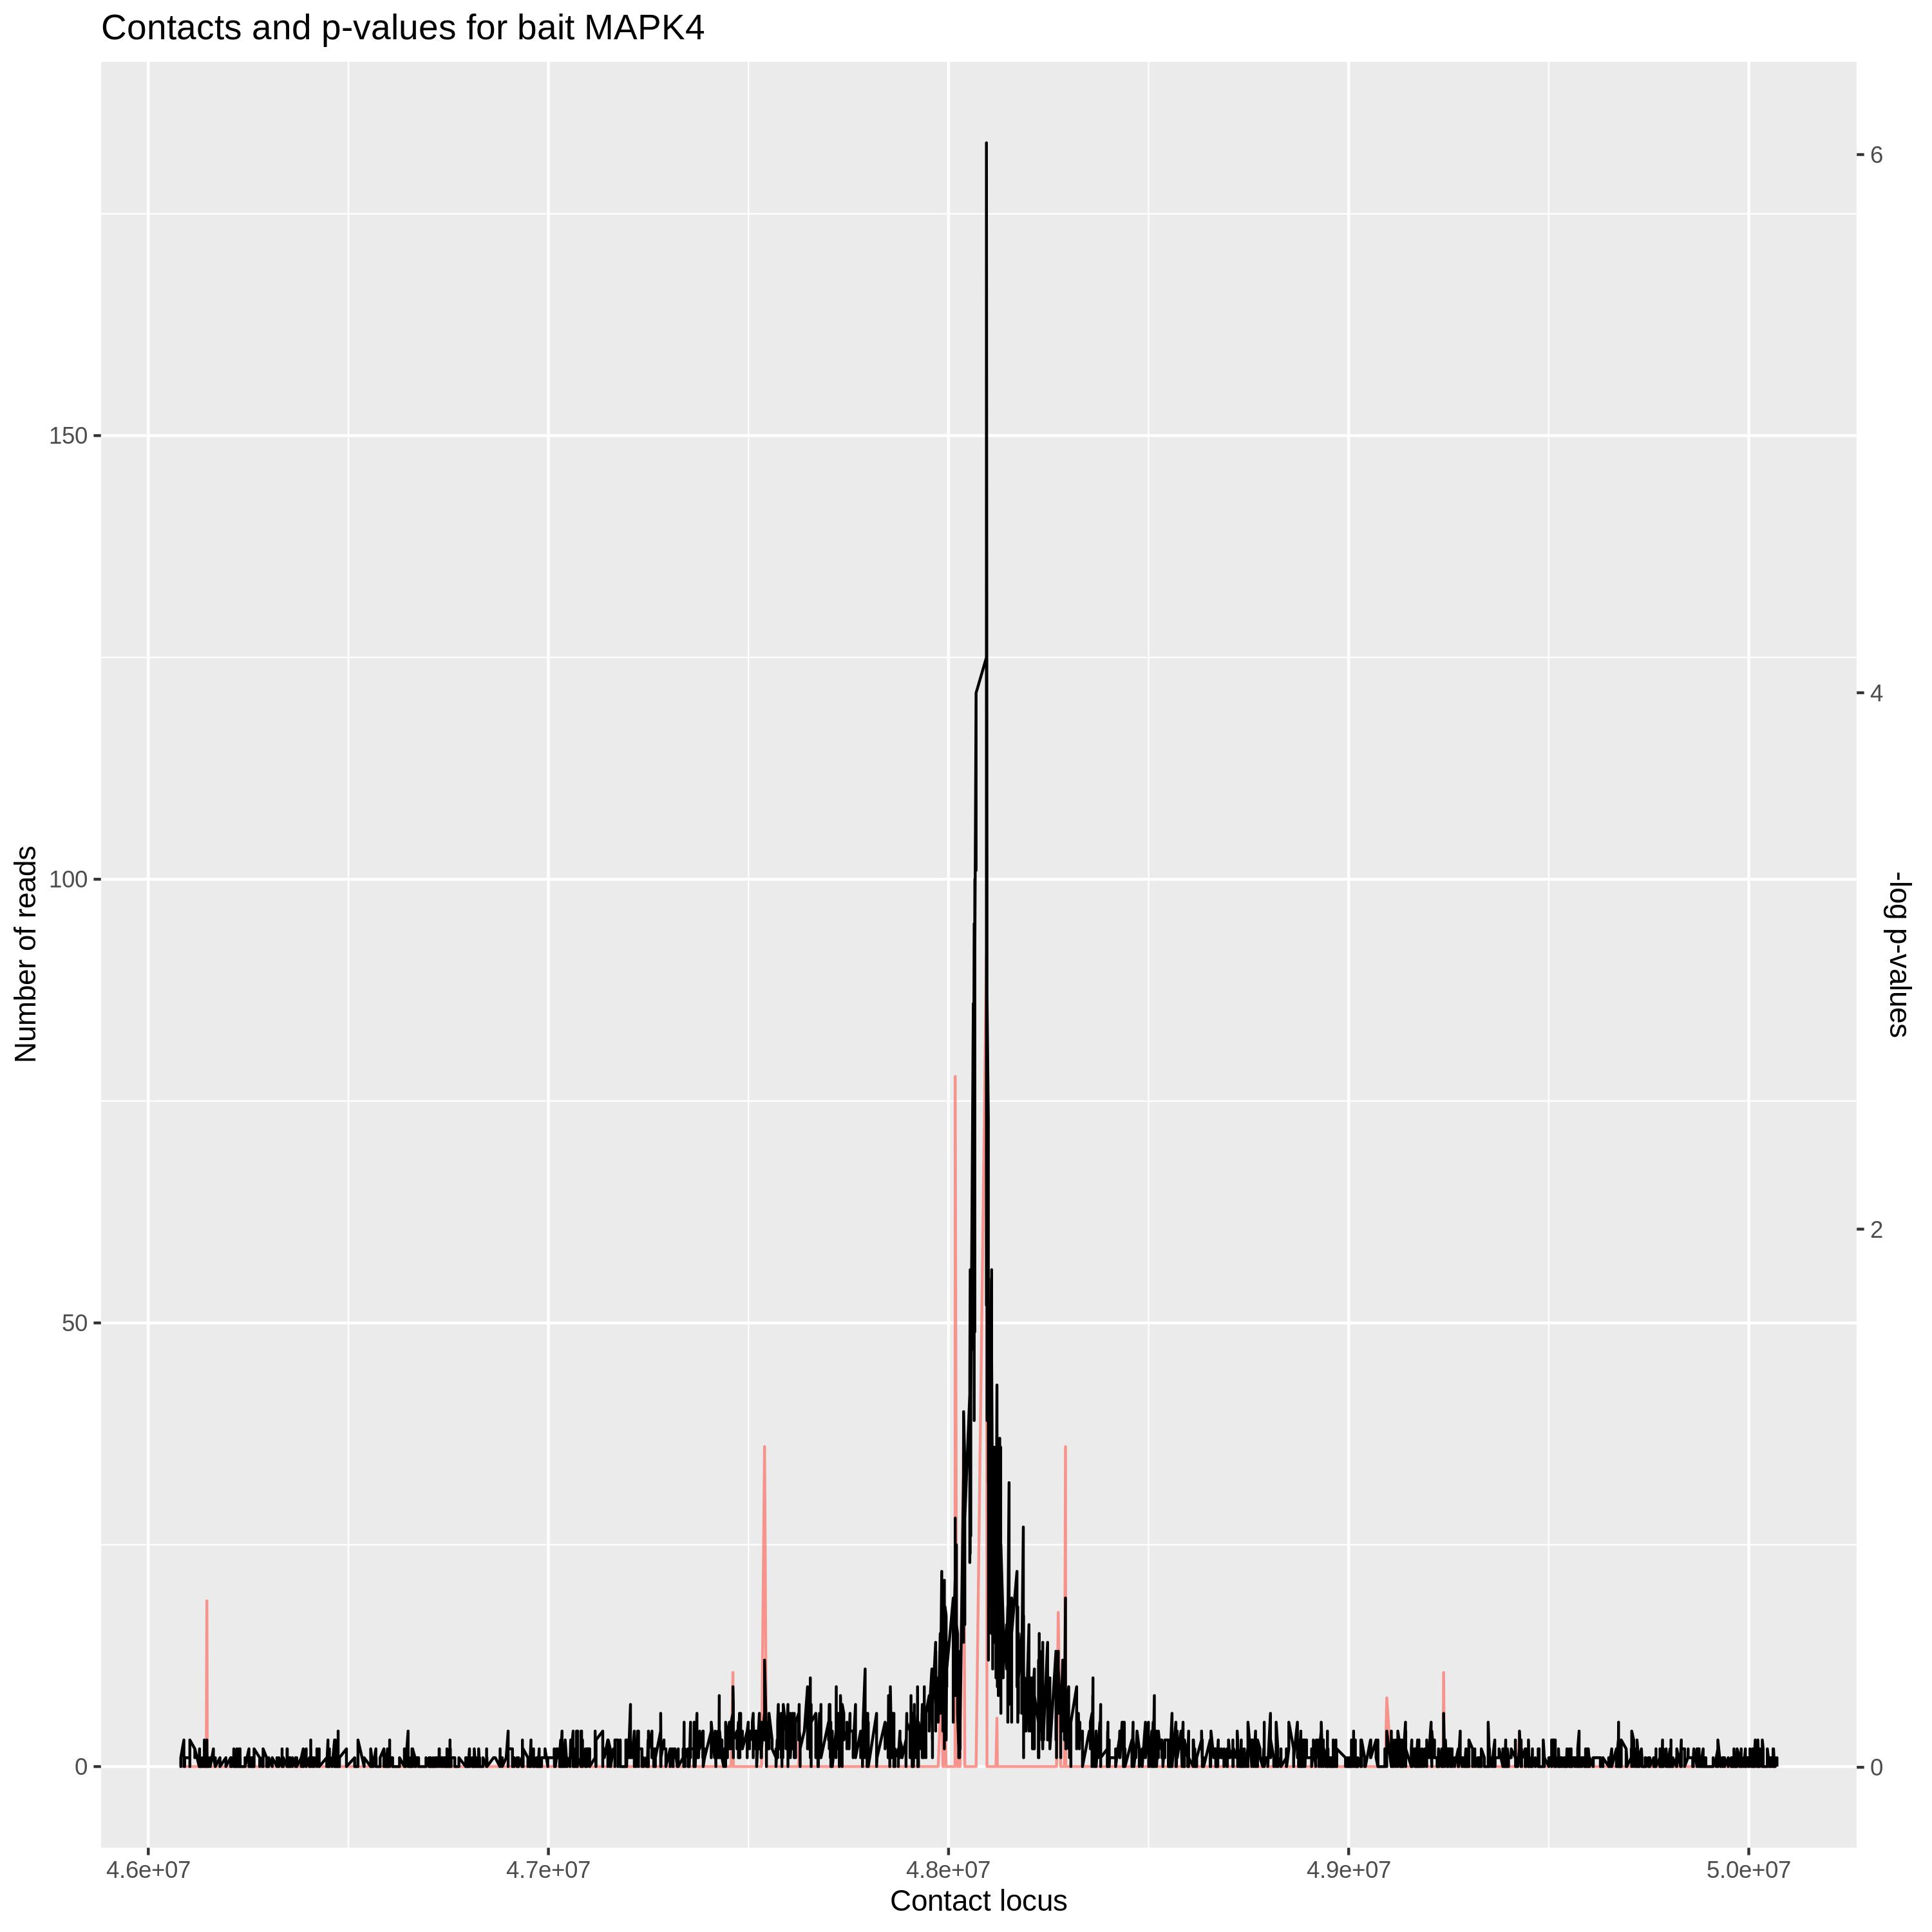 Contacts and p-values for bait MAPK4
150
100
50
0
6
4
2
0
Number of reads
-log p-values
4.6e+07
4.7e+07
4.8e+07
4.9e+07
5.0e+07
Contact locus